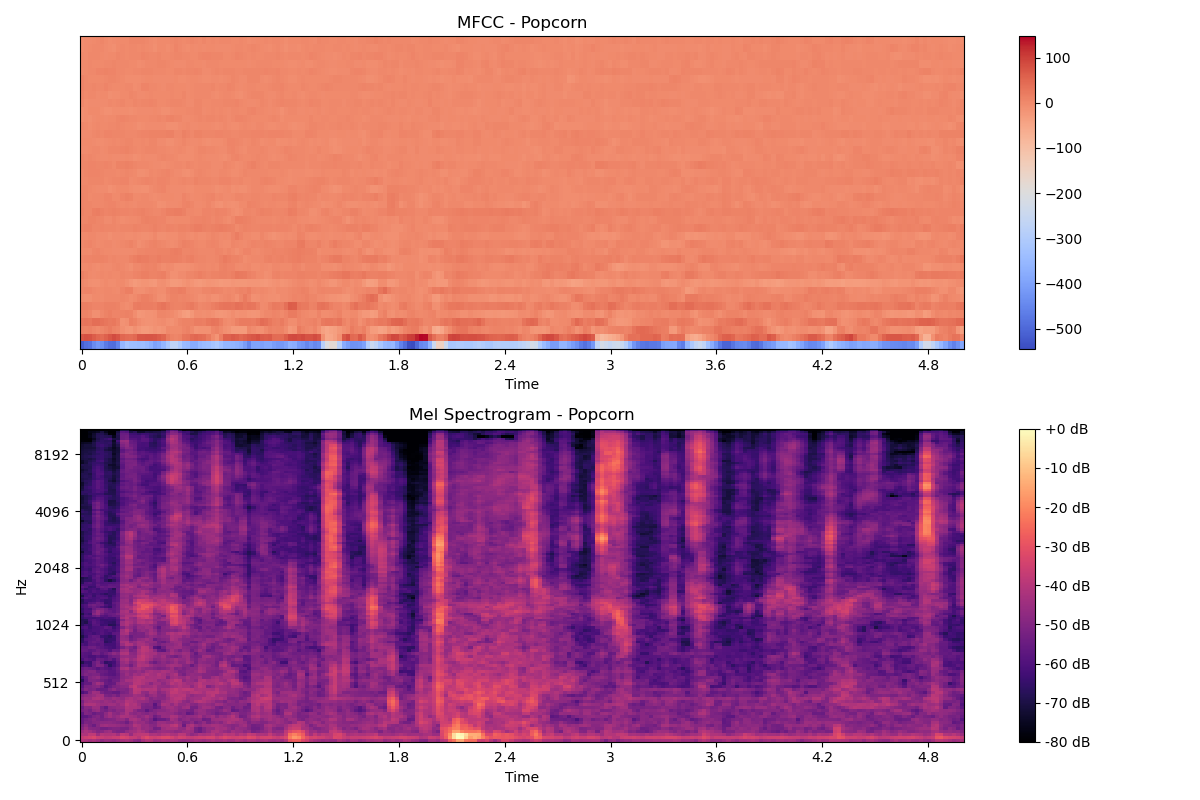 MFCC - Popcorn
100
0
−100
−200
−300
−400
−500
0 0.6 1.2 1.8 2.4 3 3.6 4.2 4.8
Time
Mel Spectrogram - Popcorn
Hz
8192
4096
2048
1024
512
0
+0 dB
-10 dB
-20 dB
-30 dB
-40 dB
-50 dB
-60 dB
-70 dB
-80 dB
0 0.6 1.2 1.8 2.4 3 3.6 4.2 4.8
Time